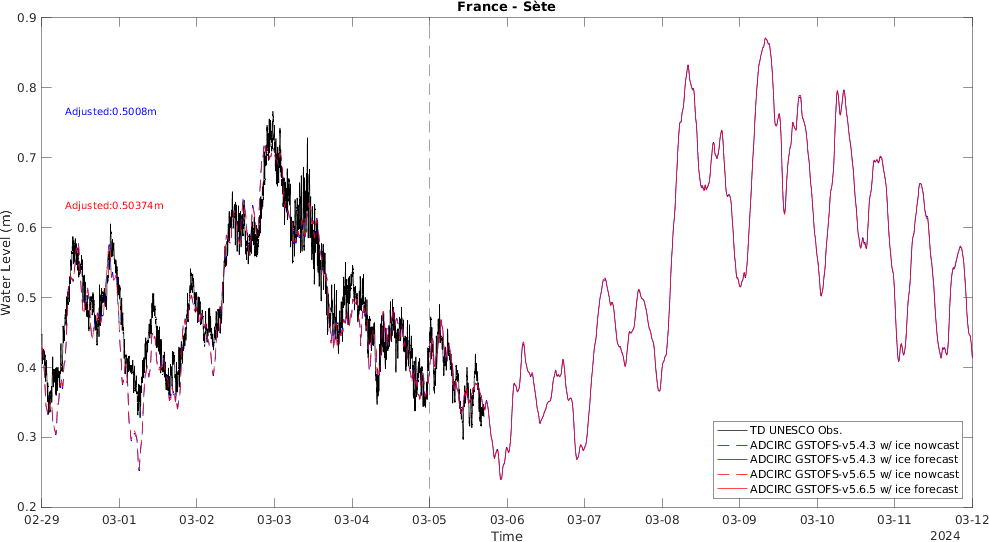 France - Sète
Water Level (m)
0.9
0.8
0.7
0.6
0.5
0.4
0.3
0.2
Adjusted:0.5008m
Adjusted:0.50374m
TD UNESCO Obs.
ADCIRC GSTOFS-v5.4.3 w/ ice nowcast
ADCIRC GSTOFS-v5.4.3 w/ ice forecast
ADCIRC GSTOFS-v5.6.5 w/ ice nowcast
ADCIRC GSTOFS-v5.6.5 w/ ice forecast
02-29 03-01 03-02 03-03 03-04 03-05 03-06 03-07 03-08 03-09 03-10 03-11 03-12
Time
2024